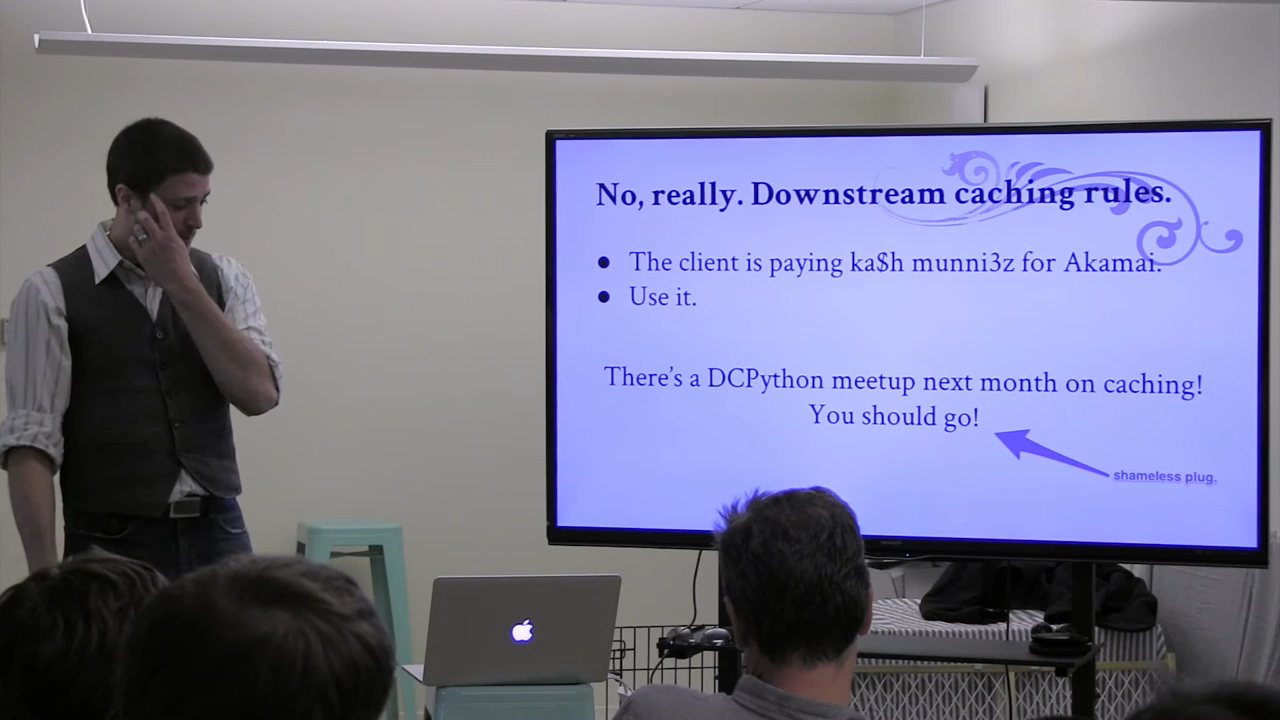 No, really. Downstream caching rules.
● The client is paying ka$h munni3z for Akamai.
● Use it.
There's a DCPython meetup next month on caching!
You should go!
shameless plug.